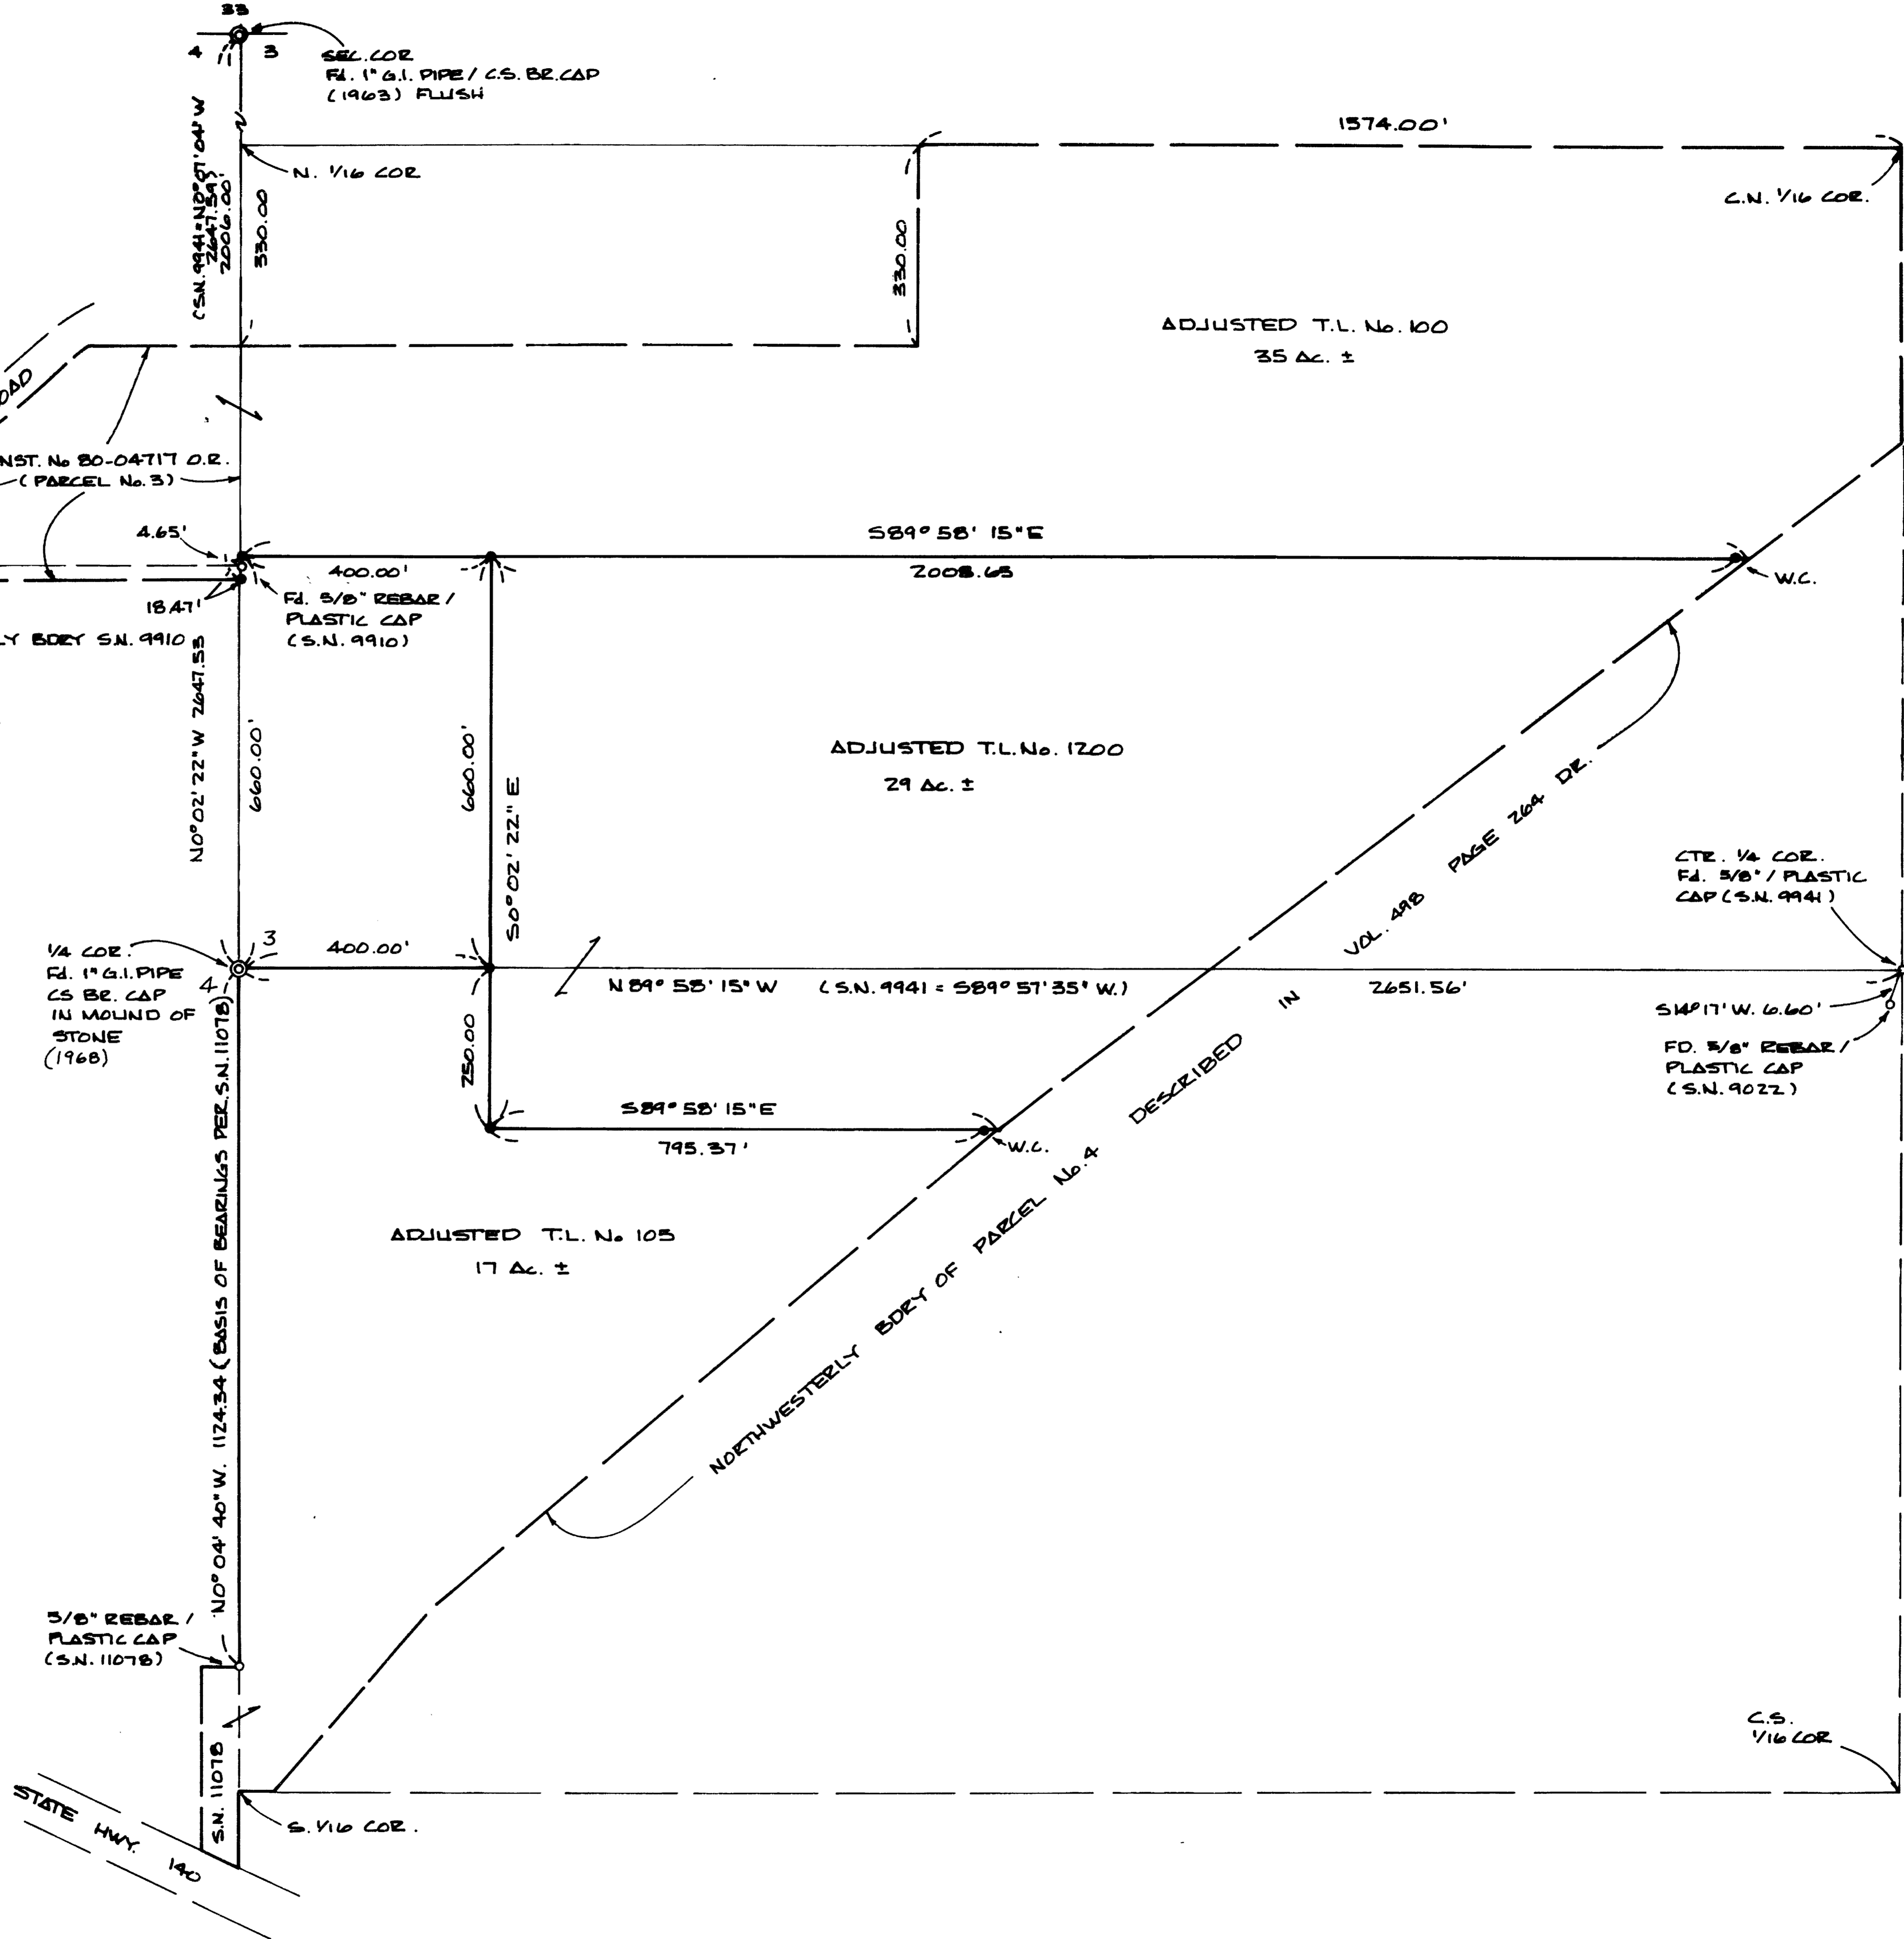 33
4 3
SEC. COR
Fd. 1" G.I. PIPE / C.S. BR. CAP
(1963) FLUSH
1574.00'
N. 1/16 COR
C.N. 1/16 COR.
2647.39)
2006.00'
330.00
330.00
ADJUSTED T.L. No. 100
35 Ac. ±
OAD
NST. No 80-04717 O.R.
(PARCEL No. 3)
4.65'
S89° 58' 15" E
400.00'
2008.65
W.C.
18.47'
Fd. 5/8" REBAR /
PLASTIC CAP
(S.N. 9910)
LY BDRY S.N. 9910
N0° 02' 22" W 2647.53
660.00'
660.00'
S0° 02' 22" E
ADJUSTED T.L. No. 1200
29 Ac. ±
CTR. 1/4 COR.
Fd. 5/8" / PLASTIC
CAP (S.N. 9941)
1/4 COR.
Fd. 1" G.I. PIPE
CS BR. CAP
IN MOUND OF
STONE
(1968)
3
4
400.00'
N 89° 58' 15" W (S.N. 9941 = S89° 57' 35" W.)
2651.56'
S14° 17' W. 6.60'
FD. 5/8" REBAR /
PLASTIC CAP
(S.N. 9022)
250.00
S89° 58' 15" E
795.37'
W.C.
NORTHWESTERLY BDRY OF PARCEL No. 4 DESCRIBED IN VOL. 498 PAGE 264 DR.
ADJUSTED T.L. No 105
17 Ac. ±
N0° 04' 40" W. 1124.34 (BASIS OF BEARINGS PER. S.N. 11078)
5/8" REBAR /
PLASTIC CAP
(S.N. 11078)
S.N. 11078
C.S.
1/16 COR
S. 1/16 COR.
STATE HWY. 140